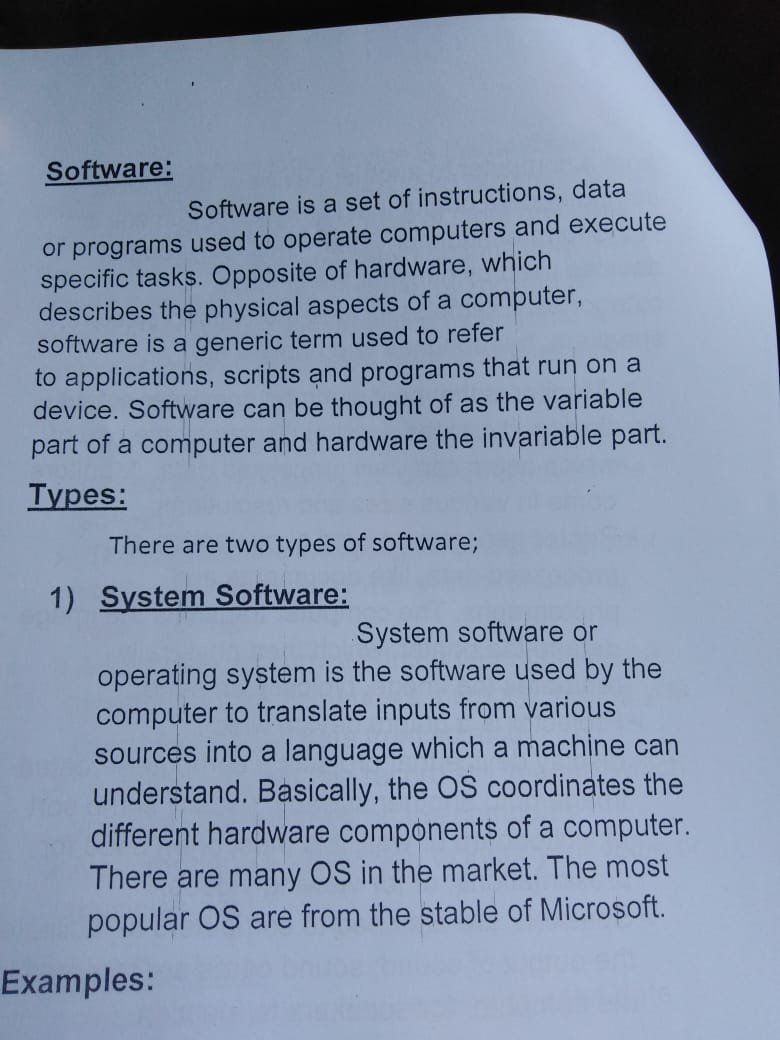 Software:
Software is a set of instructions, data
or programs used to operate computers and execute
specific tasks. Opposite of hardware, which
describes the physical aspects of a computer,
software is a generic term used to refer
to applications, scripts and programs that run on a
device. Software can be thought of as the variable
part of a computer and hardware the invariable part.
Types:
There are two types of software;
1) System Software:
System software or
operating system is the software used by the
computer to translate inputs from various
sources into a language which a machine can
understand. Basically, the OS coordinates the
different hardware components of a computer.
There are many OS in the market. The most
popular OS are from the stable of Microsoft.
Examples: